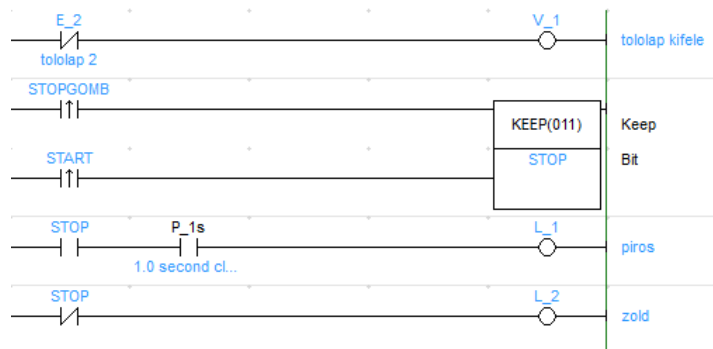 E_2 V_1
tololap kifele
tololap 2
STOPGOMB
KEEP(011) Keep
START STOP Bit
STOP P_1s L_1
piros
1.0 second cl...
STOP L_2
zold